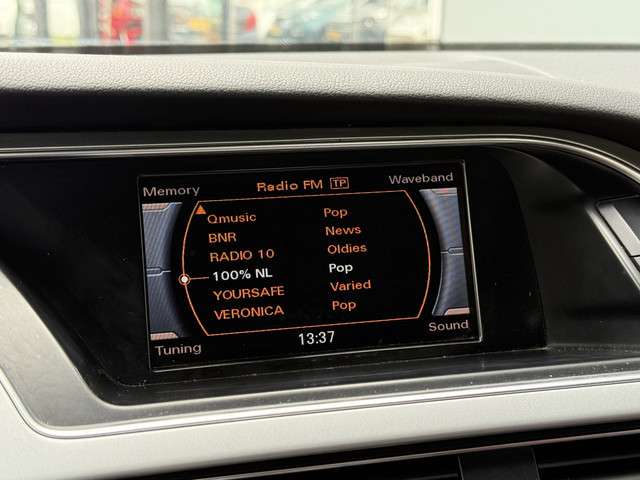 Memory Radio FM TP Waveband
Qmusic Pop
BNR News
RADIO 10 Oldies
100% NL Pop
YOURSAFE Varied
VERONICA Pop
Tuning 13:37 Sound